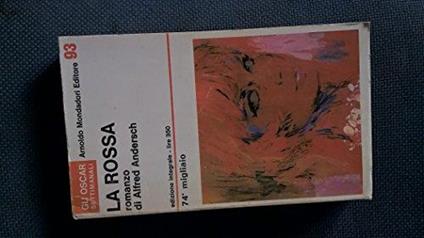 GLI OSCAR
SETTIMANALI
Arnoldo Mondadori Editore
93
LA ROSSA
romanzo
di Alfred Andersch
edizione integrale - lire 350
74° migliaio